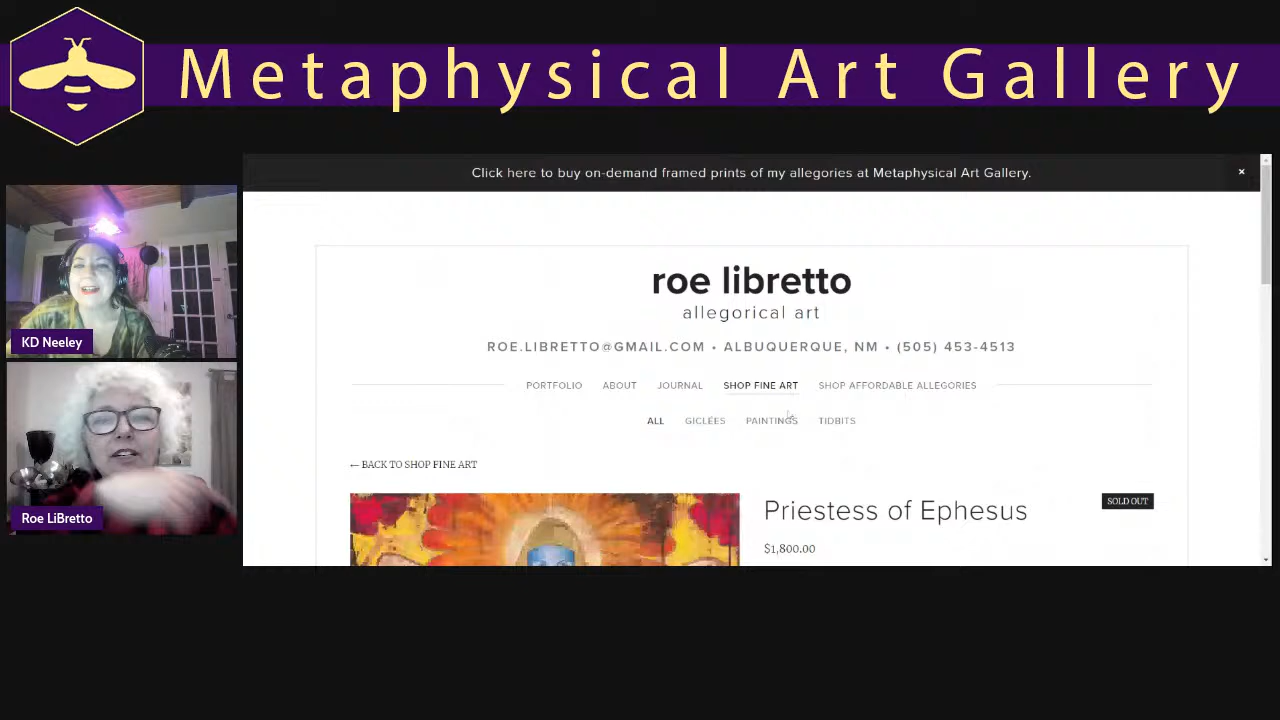 Metaphysical Art Gallery
Click here to buy on-demand framed prints of my allegories at Metaphysical Art Gallery.
×
roe libretto
allegorical art
ROE.LIBRETTO@GMAIL.COM • ALBUQUERQUE, NM • (505) 453-4513
PORTFOLIO ABOUT JOURNAL SHOP FINE ART SHOP AFFORDABLE ALLEGORIES
ALL GICLÉES PAINTINGS TIDBITS
← BACK TO SHOP FINE ART
Priestess of Ephesus
SOLD OUT
$1,800.00
KD Neeley
Roe LiBretto